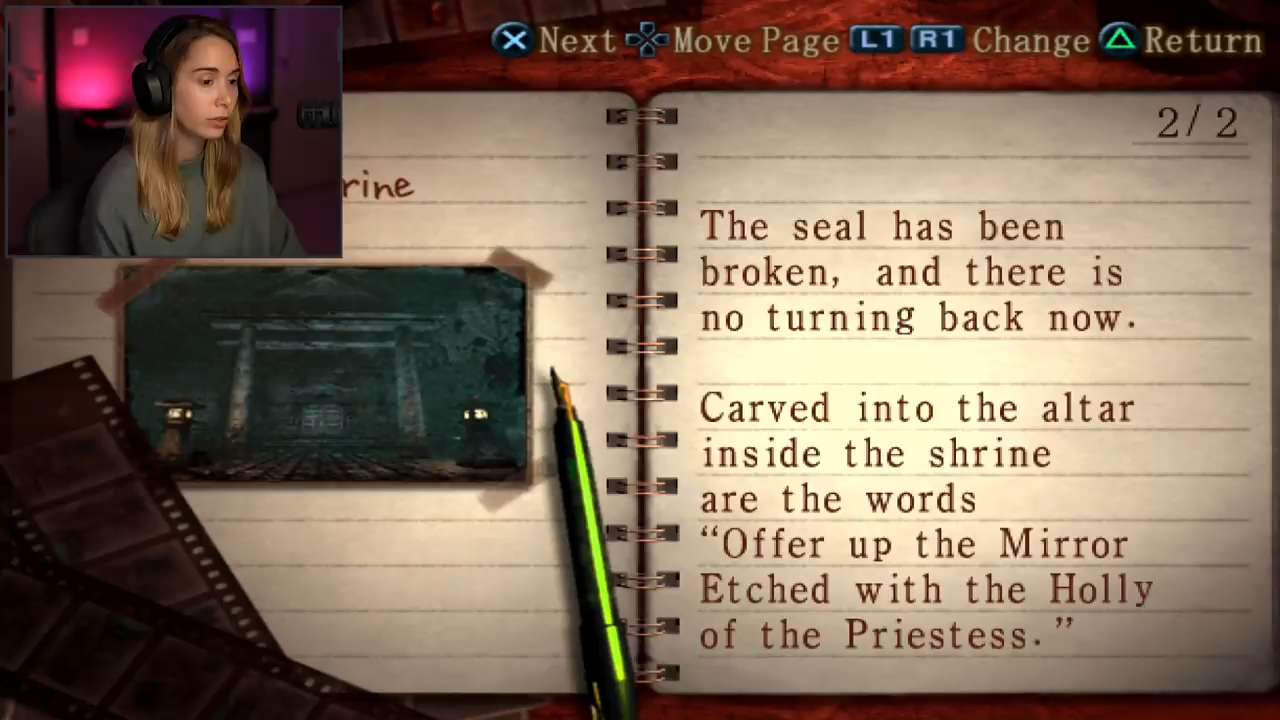 Next Move Page L1 R1 Change Return
2/2
rine
The seal has been
broken, and there is
no turning back now.
Carved into the altar
inside the shrine
are the words
“Offer up the Mirror
Etched with the Holly
of the Priestess.”